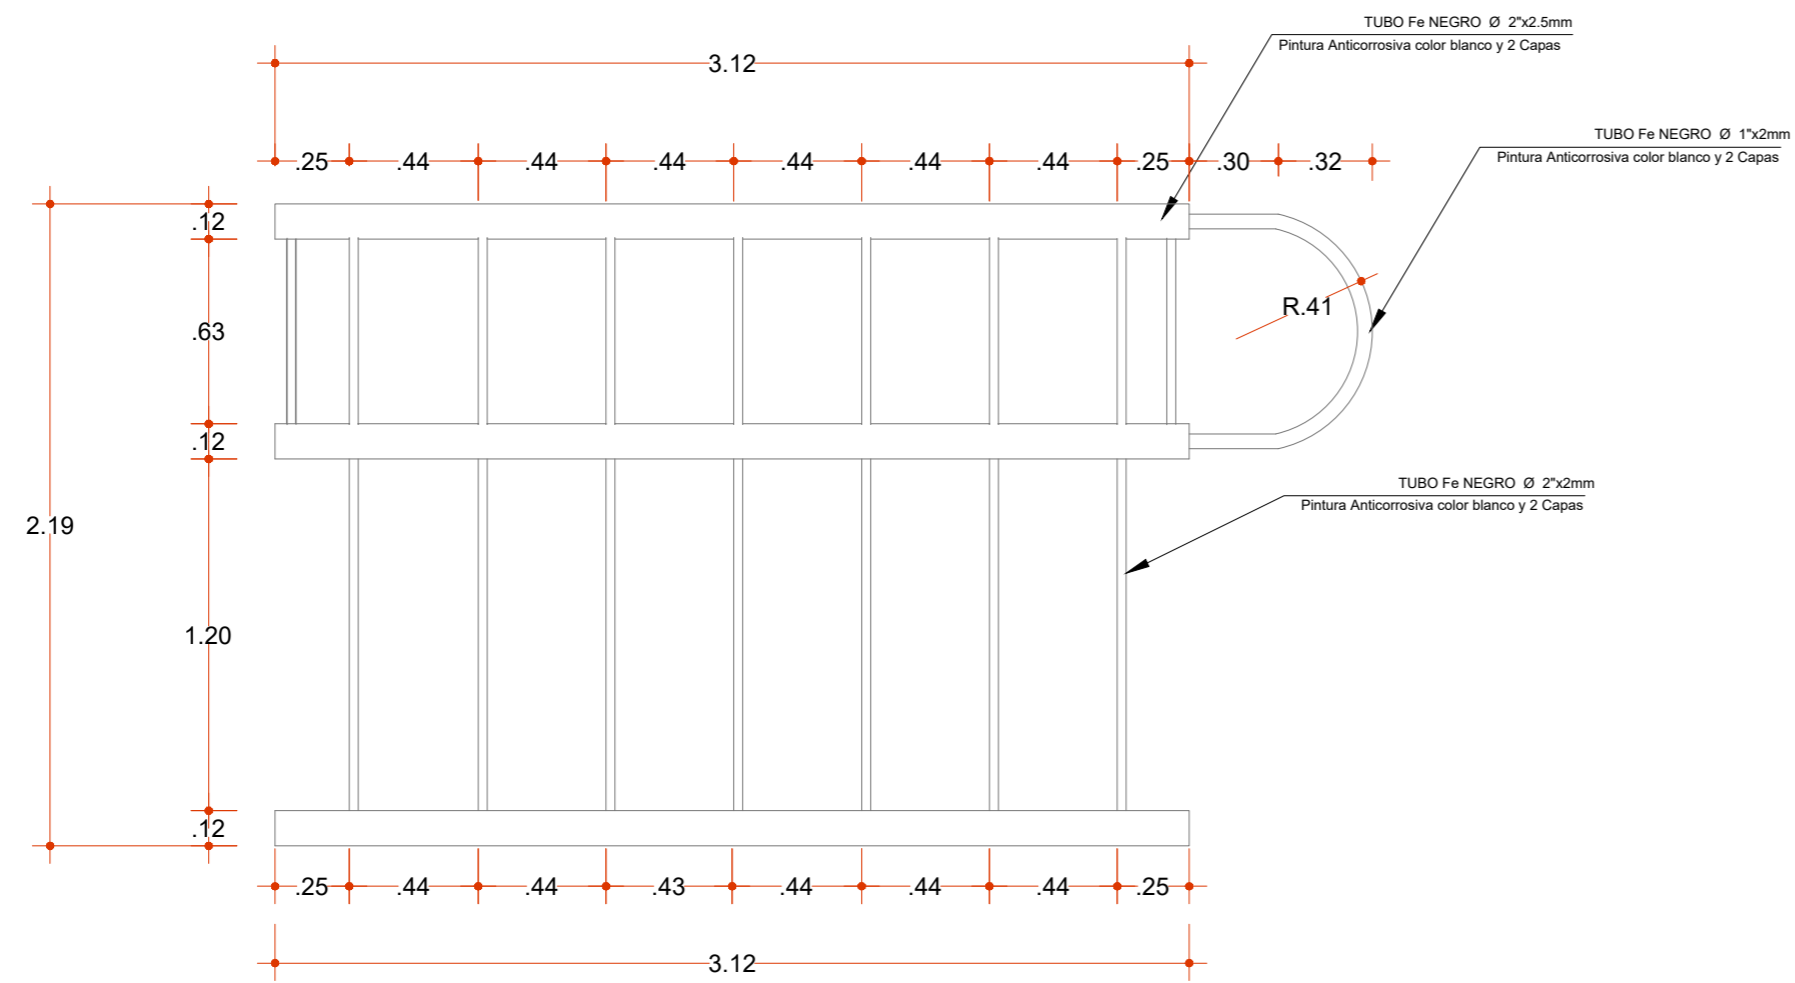 TUBO Fe NEGRO Ø 2"x2.5mm
Pintura Anticorrosiva color blanco y 2 Capas
3.12
TUBO Fe NEGRO Ø 1"x2mm
Pintura Anticorrosiva color blanco y 2 Capas
.25 .44 .44 .44 .44 .44 .44 .25 .30 .32
.12
R.41
.63
.12
TUBO Fe NEGRO Ø 2"x2mm
Pintura Anticorrosiva color blanco y 2 Capas
2.19
1.20
.12
.25 .44 .44 .43 .44 .44 .44 .25
3.12